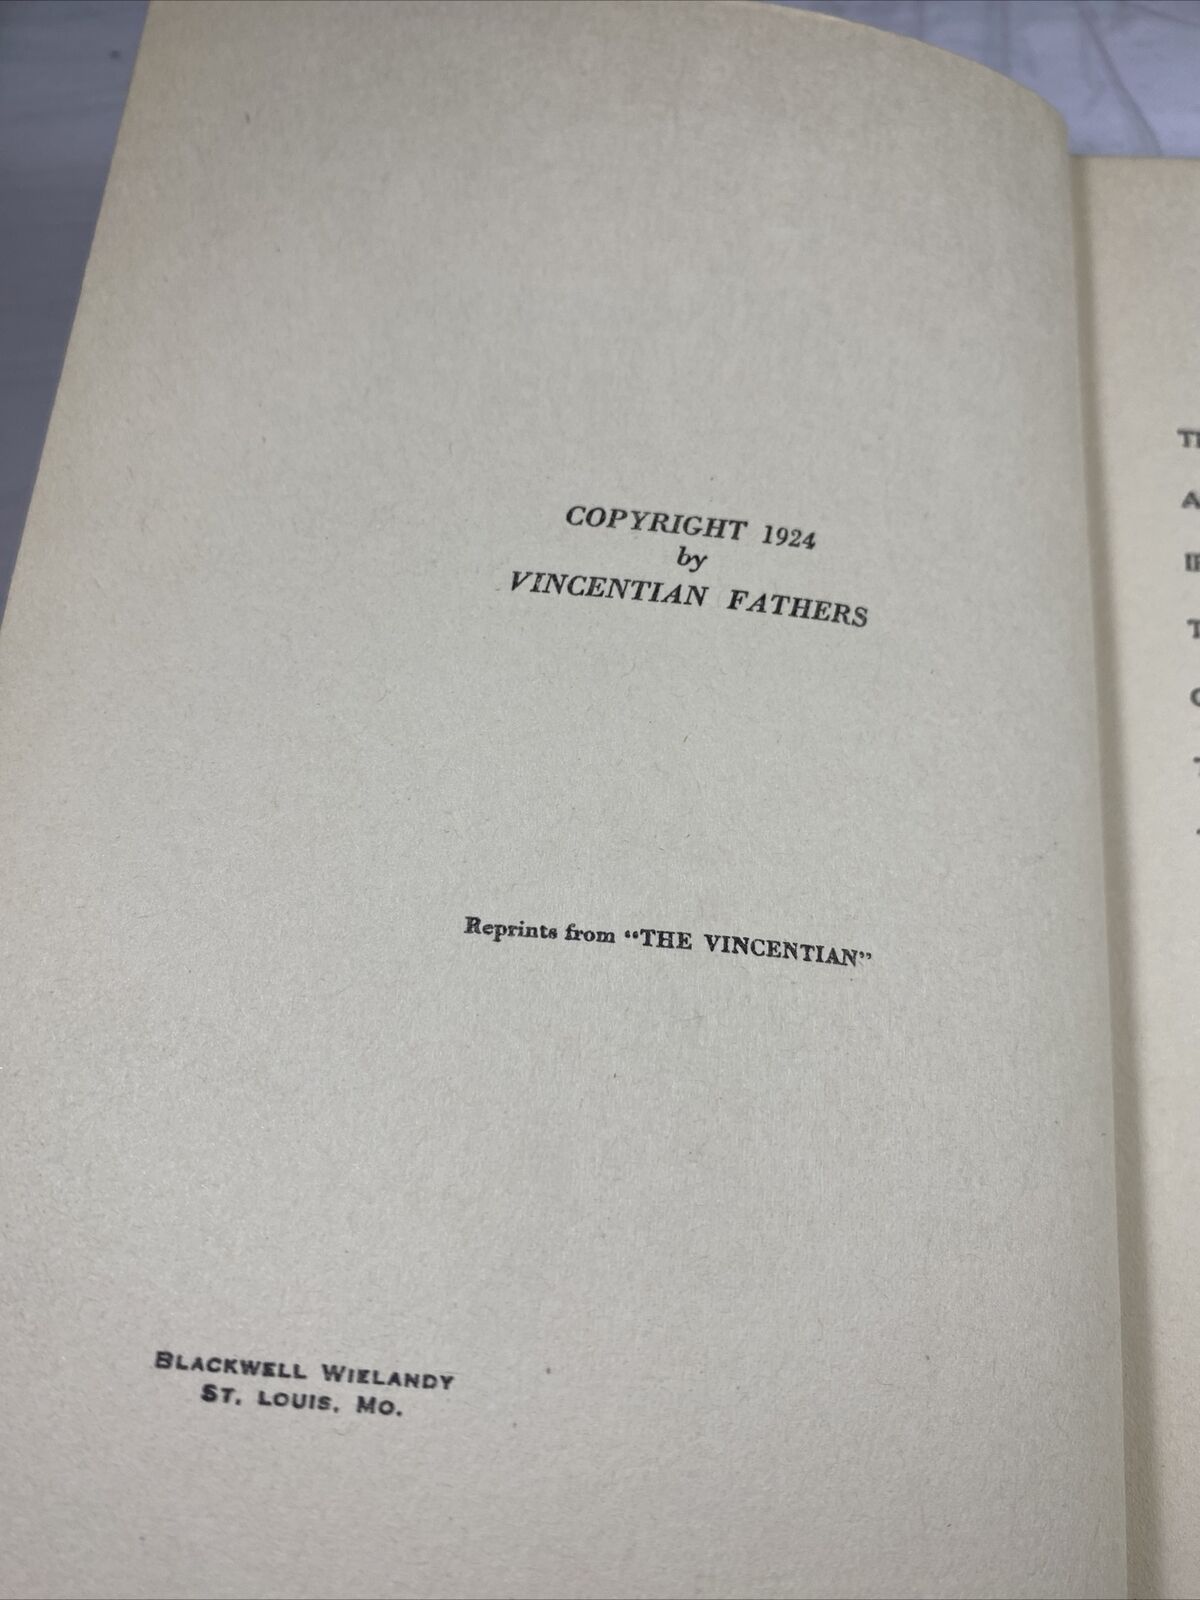 COPYRIGHT 1924
by
VINCENTIAN FATHERS
Reprints from “THE VINCENTIAN”
BLACKWELL WIELANDY
ST. LOUIS, MO.